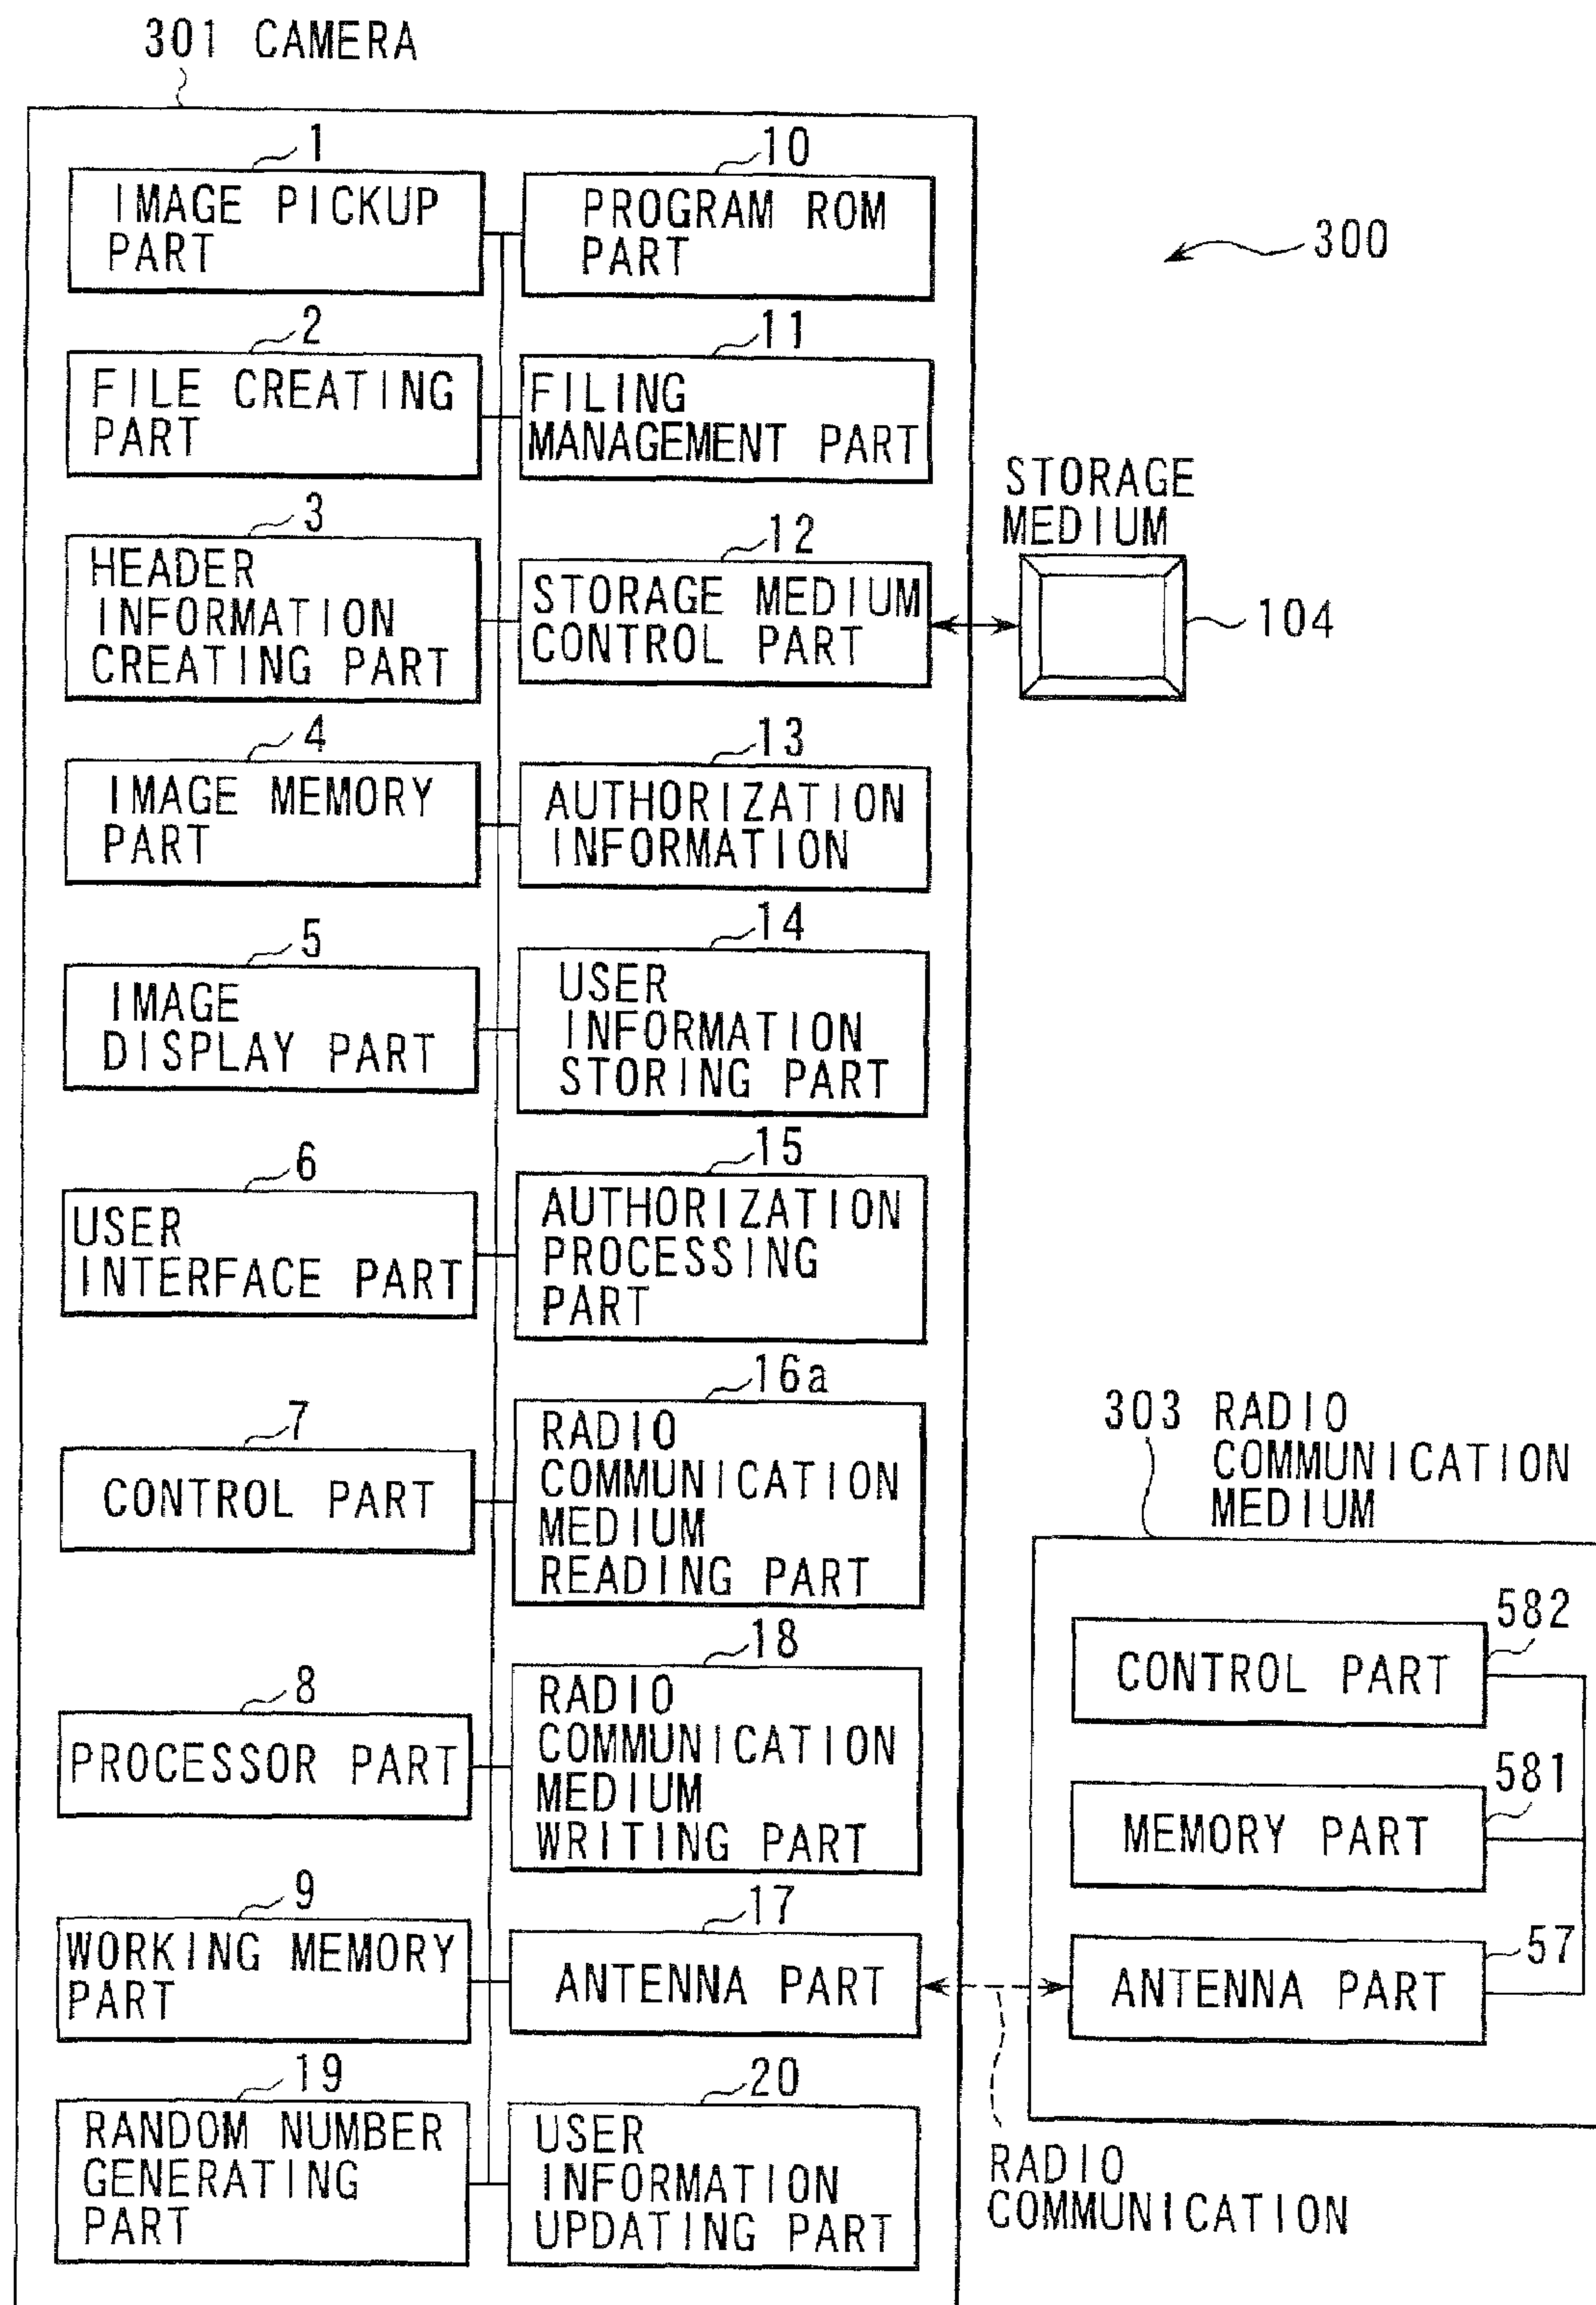 301 CAMERA
1
IMAGE PICKUP
PART
10
PROGRAM ROM
PART
300
2
FILE CREATING
PART
11
FILING
MANAGEMENT PART
3
HEADER
INFORMATION
CREATING PART
12
STORAGE MEDIUM
CONTROL PART
STORAGE
MEDIUM
104
4
IMAGE MEMORY
PART
13
AUTHORIZATION
INFORMATION
5
IMAGE
DISPLAY PART
14
USER
INFORMATION
STORING PART
6
USER
INTERFACE PART
15
AUTHORIZATION
PROCESSING
PART
7
CONTROL PART
16a
RADIO
COMMUNICATION
MEDIUM
READING PART
303 RADIO
COMMUNICATION
MEDIUM
582
CONTROL PART
8
PROCESSOR PART
18
RADIO
COMMUNICATION
MEDIUM
WRITING PART
581
MEMORY PART
9
WORKING MEMORY
PART
17
ANTENNA PART
57
ANTENNA PART
19
RANDOM NUMBER
GENERATING
PART
20
USER
INFORMATION
UPDATING PART
RADIO
COMMUNICATION